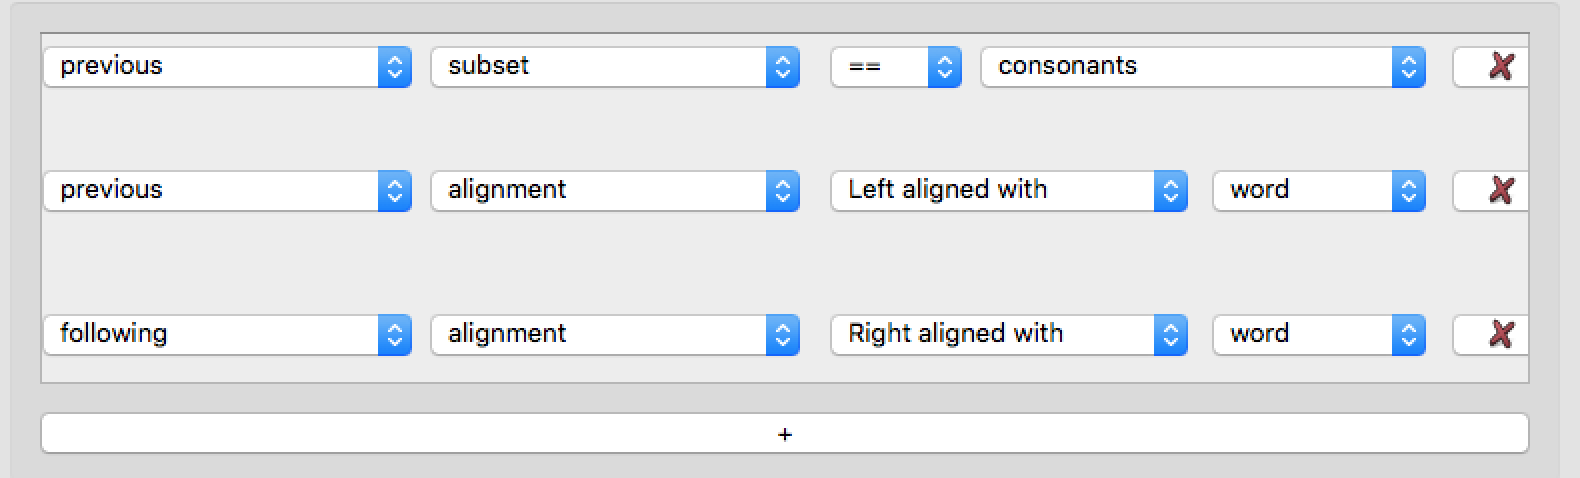 previous subset == consonants
previous alignment Left aligned with word
following alignment Right aligned with word
+